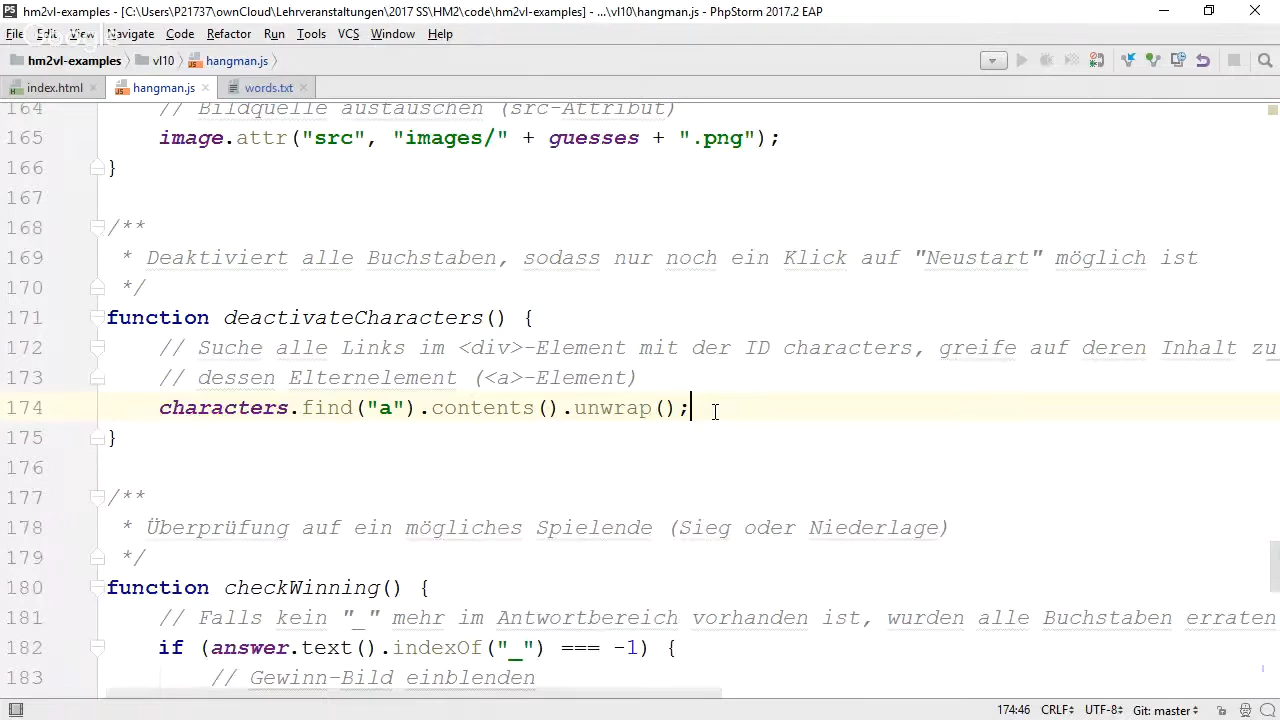 hm2vl-examples - [C:\Users\P21737\ownCloud\Lehrveranstaltungen\2017 SS\HM2\code\hm2vl-examples] - ...\vl10\hangman.js - PhpStorm 2017.2 EAP
File Edit View Navigate Code Refactor Run Tools VCS Window Help
Google
hm2vl-examples vl10 hangman.js
index.html hangman.js words.txt
164 // Bildquelle austauschen (src-Attribut)
165 image.attr("src", "images/" + guesses + ".png");
166 }
167
168 /**
169 * Deaktiviert alle Buchstaben, sodass nur noch ein Klick auf "Neustart" möglich ist
170 */
171 function deactivateCharacters() {
172 // Suche alle Links im <div>-Element mit der ID characters, greife auf deren Inhalt zu
173 // dessen Elternelement (<a>-Element)
174 characters.find("a").contents().unwrap();
175 }
176
177 /**
178 * Überprüfung auf ein mögliches Spielende (Sieg oder Niederlage)
179 */
180 function checkWinning() {
181 // Falls kein "_" mehr im Antwortbereich vorhanden ist, wurden alle Buchstaben erraten
182 if (answer.text().indexOf("_") === -1) {
183 // Gewinn-Bild einblenden
174:46 CRLF UTF-8 Git: master